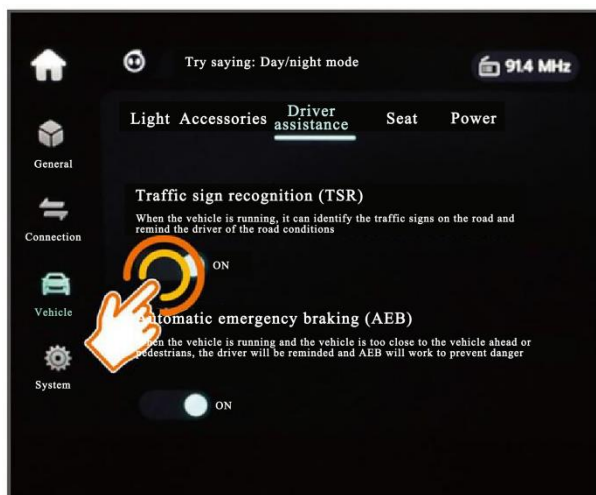 Try saying: Day/night mode
91.4 MHz
Light Accessories Driver assistance Seat Power
General
Connection
Vehicle
System
Traffic sign recognition (TSR)
When the vehicle is running, it can identify the traffic signs on the road and
remind the driver of the road conditions
ON
Automatic emergency braking (AEB)
When the vehicle is running and the vehicle is too close to the vehicle ahead or
pedestrians, the driver will be reminded and AEB will work to prevent danger
ON